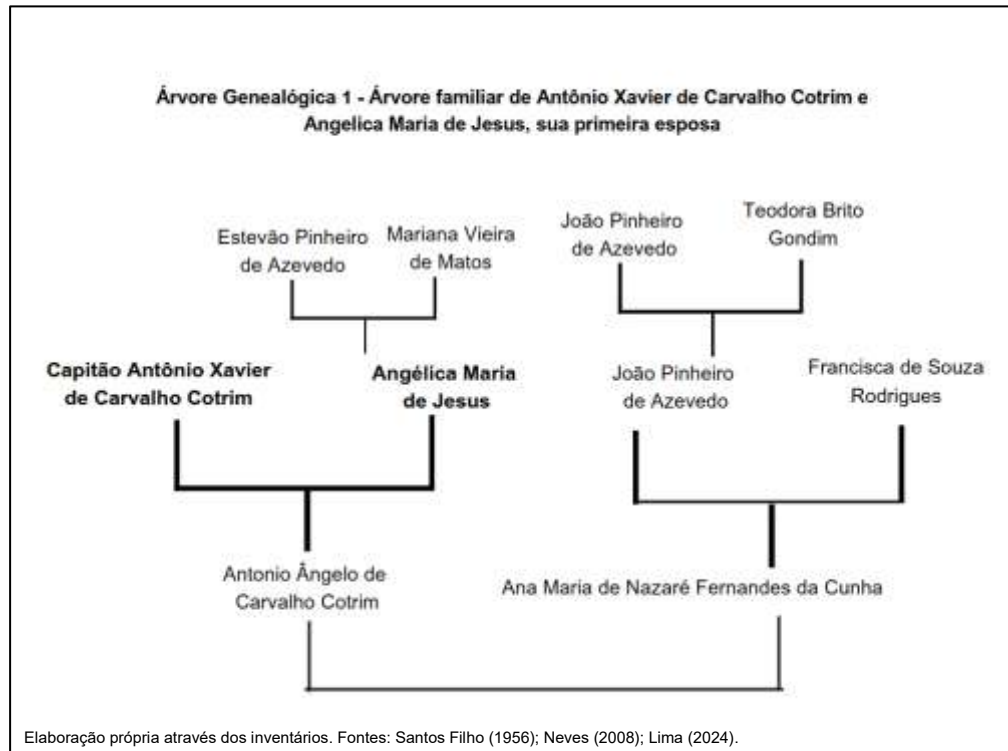 Árvore Genealógica 1 - Árvore familiar de Antônio Xavier de Carvalho Cotrim e
Angelica Maria de Jesus, sua primeira esposa
Estevão Pinheiro
de Azevedo
Mariana Vieira
de Matos
João Pinheiro
de Azevedo
Teodora Brito
Gondim
Capitão Antônio Xavier
de Carvalho Cotrim
Angélica Maria
de Jesus
João Pinheiro
de Azevedo
Francisca de Souza
Rodrigues
Antonio Ângelo de
Carvalho Cotrim
Ana Maria de Nazaré Fernandes da Cunha
Elaboração própria através dos inventários. Fontes: Santos Filho (1956); Neves (2008); Lima (2024).